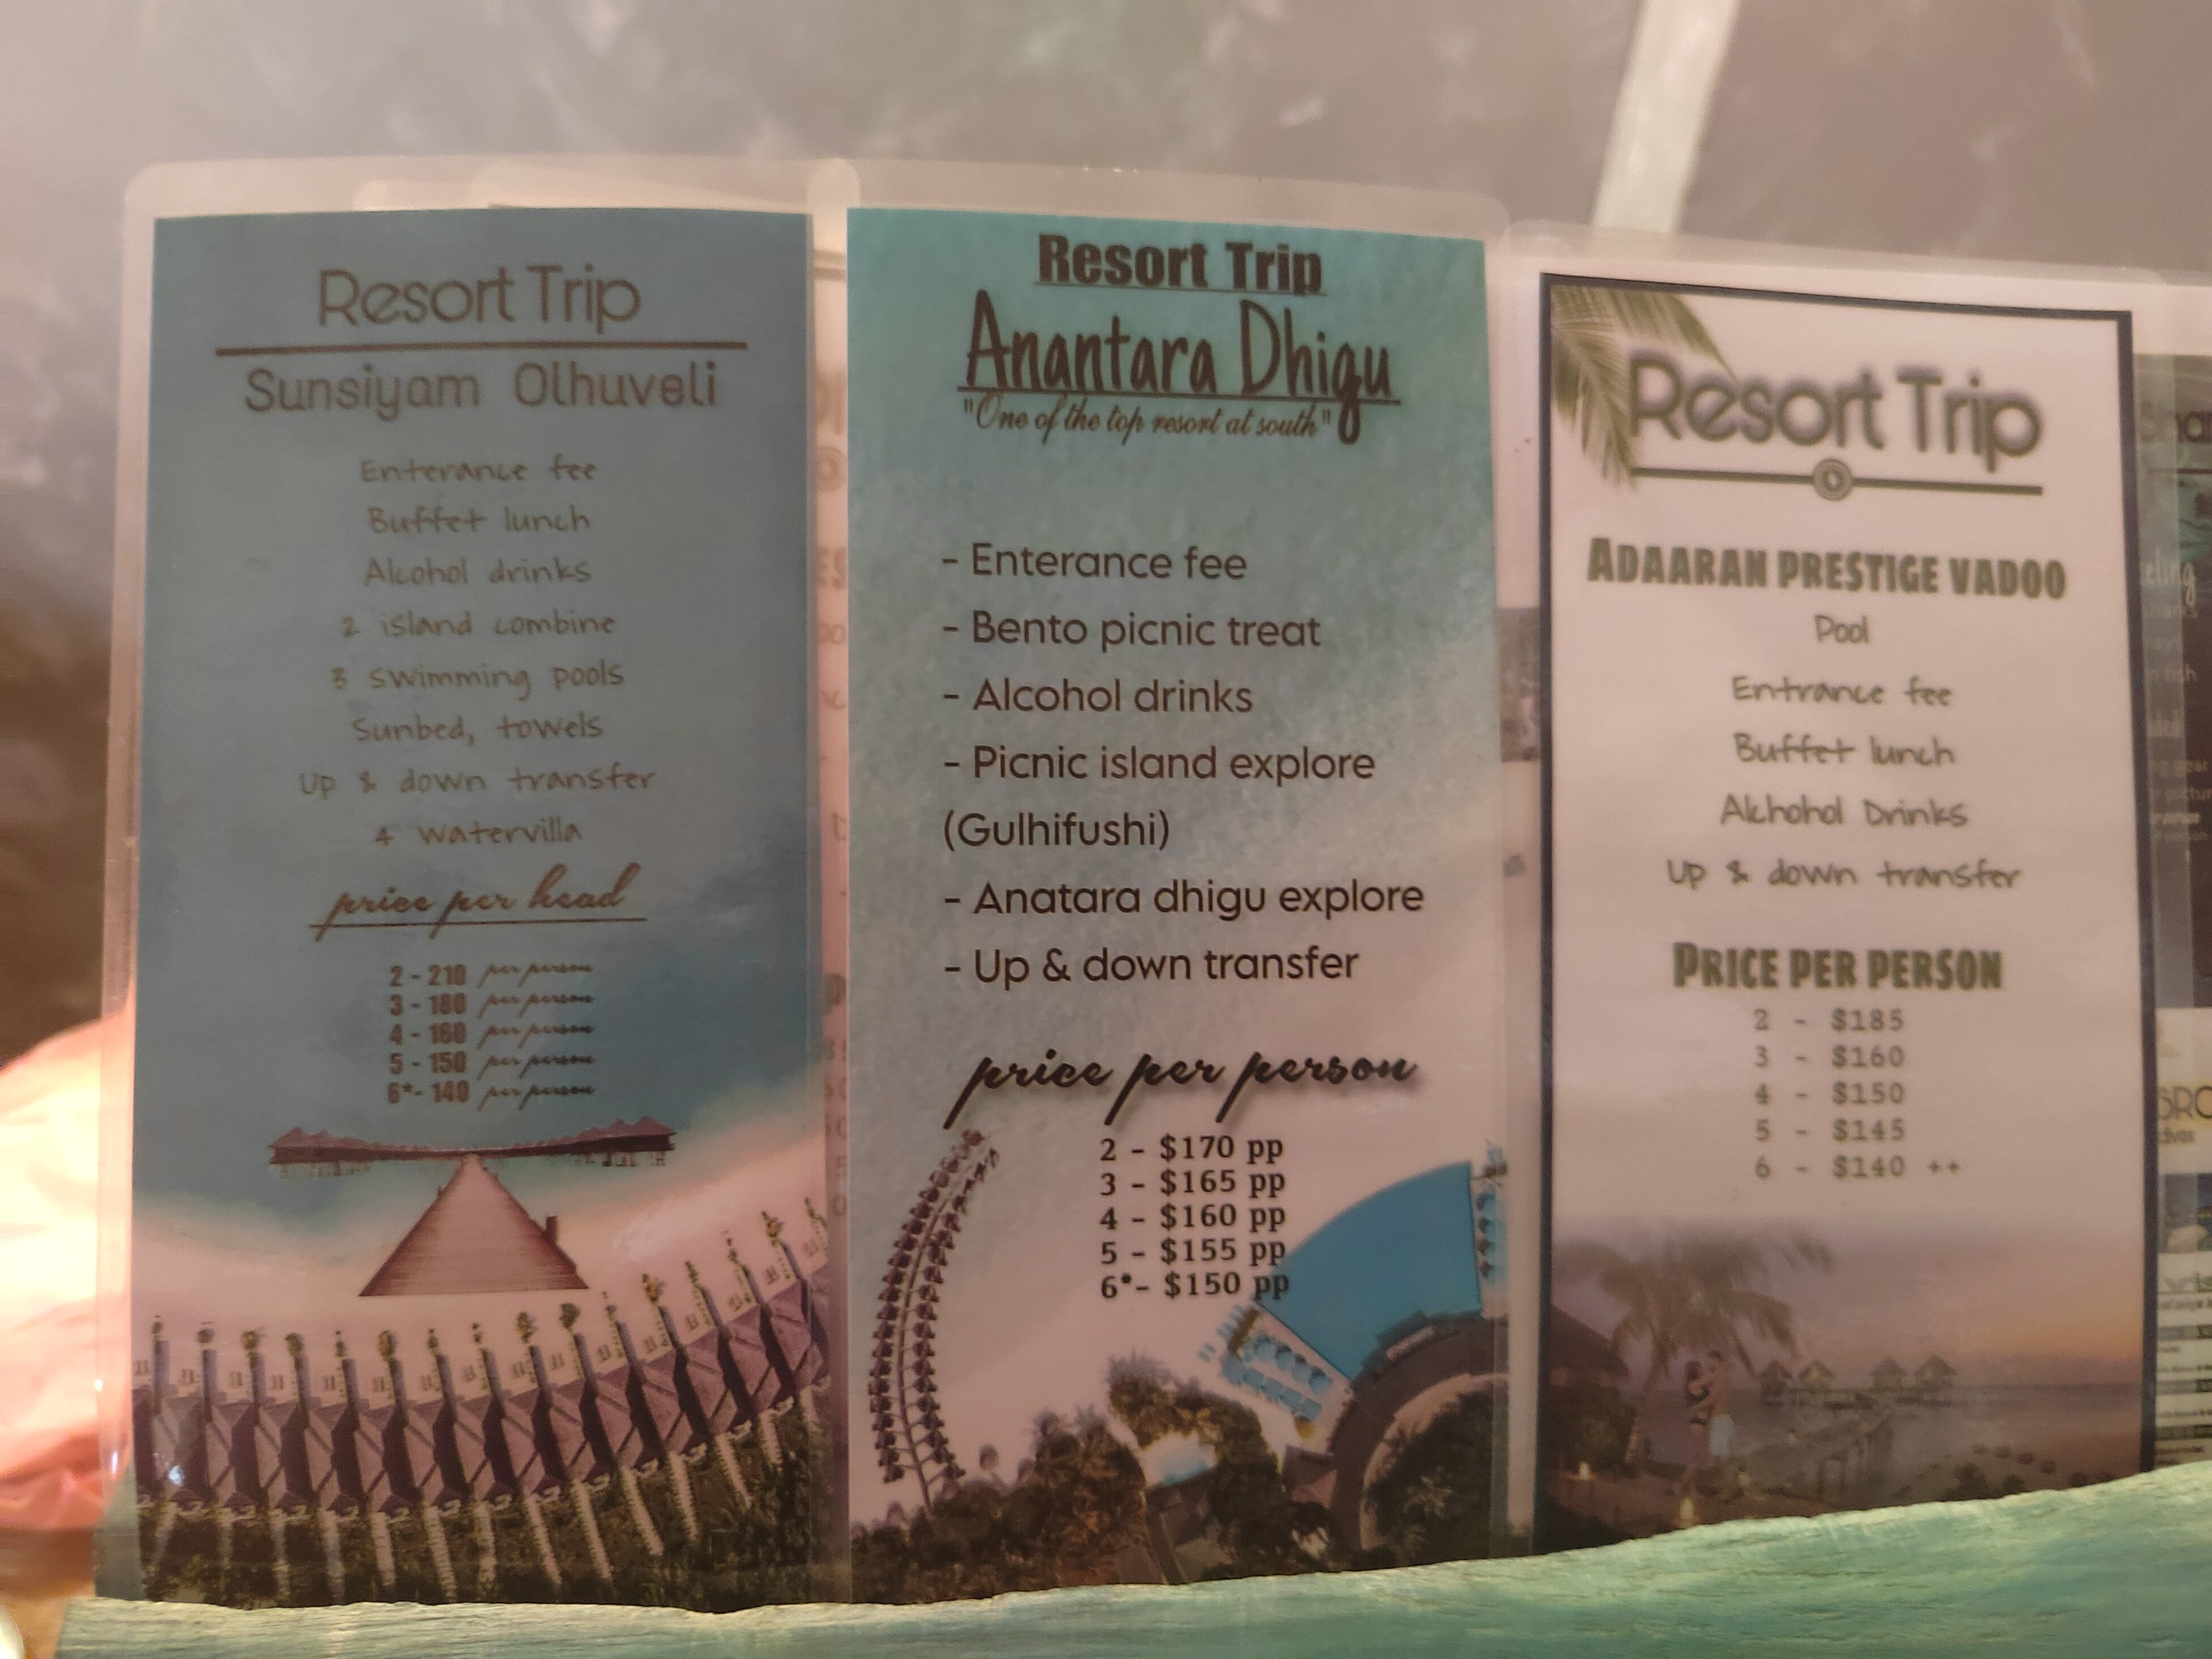 Resort Trip
Sunsiyam Olhuveli
Enterance fee
Buffet lunch
Alcohol drinks
2 island combine
swimming pools
Sunbed, towels
Up & down transfer
4 watervilla
price per head
2 - 210 per person
3 - 180 per person
4 - 160 per person
5 - 150 per person
6*- 140 per person
Resort Trip
Anantara Dhigu
"One of the top resort at south"
- Enterance fee
- Bento picnic treat
- Alcohol drinks
- Picnic island explore
(Gulhifushi)
- Anatara dhigu explore
- Up & down transfer
price per person
2 - $170 pp
3 - $165 pp
4 - $160 pp
5 - $155 pp
6*- $150 pp
Resort Trip
ADAARAN PRESTIGE VADOO
Pool
Entrance fee
Buffet lunch
Alchohol Drinks
Up & down transfer
PRICE PER PERSON
2 - $185
3 - $160
4 - $150
5 - $145
6 - $140 ++